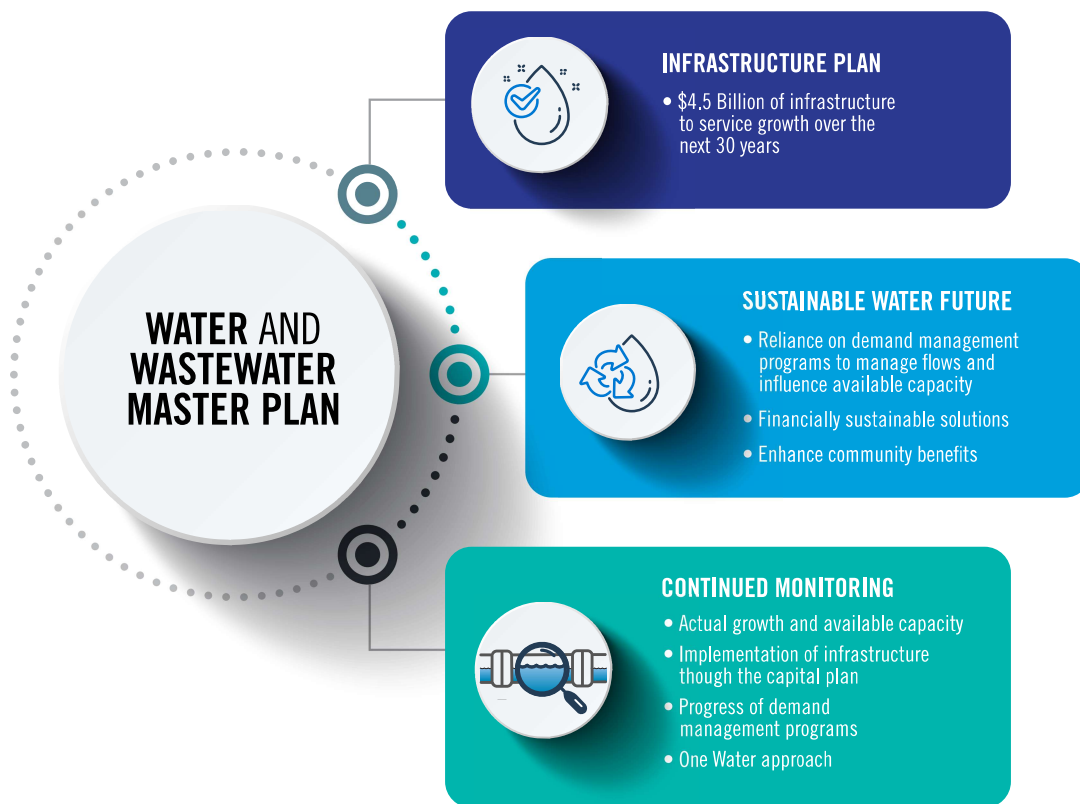 WATER AND
WASTEWATER
MASTER PLAN
INFRASTRUCTURE PLAN
• $4.5 Billion of infrastructure
to service growth over the
next 30 years
SUSTAINABLE WATER FUTURE
• Reliance on demand management
programs to manage flows and
influence available capacity
• Financially sustainable solutions
• Enhance community benefits
CONTINUED MONITORING
• Actual growth and available capacity
• Implementation of infrastructure
though the capital plan
• Progress of demand
management programs
• One Water approach